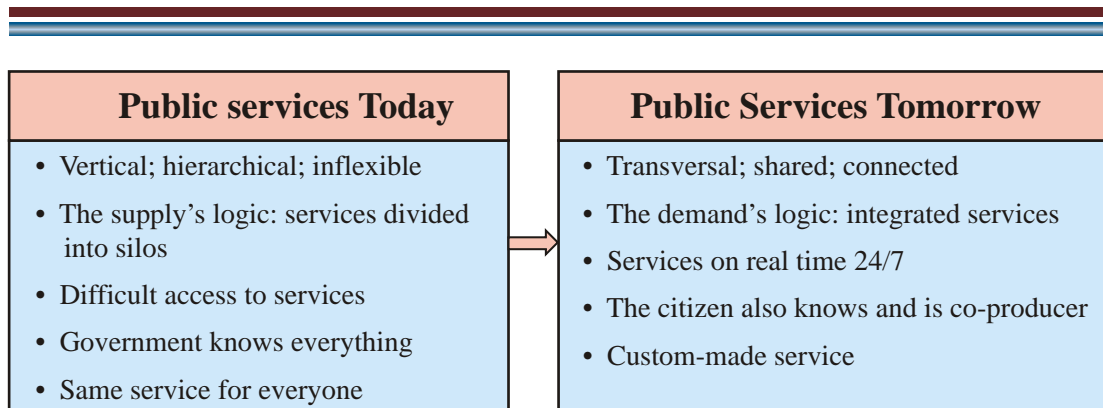 Public services Today
• Vertical; hierarchical; inflexible
• The supply’s logic: services divided
into silos
• Difficult access to services
• Government knows everything
• Same service for everyone
Public Services Tomorrow
• Transversal; shared; connected
• The demand’s logic: integrated services
• Services on real time 24/7
• The citizen also knows and is co-producer
• Custom-made service